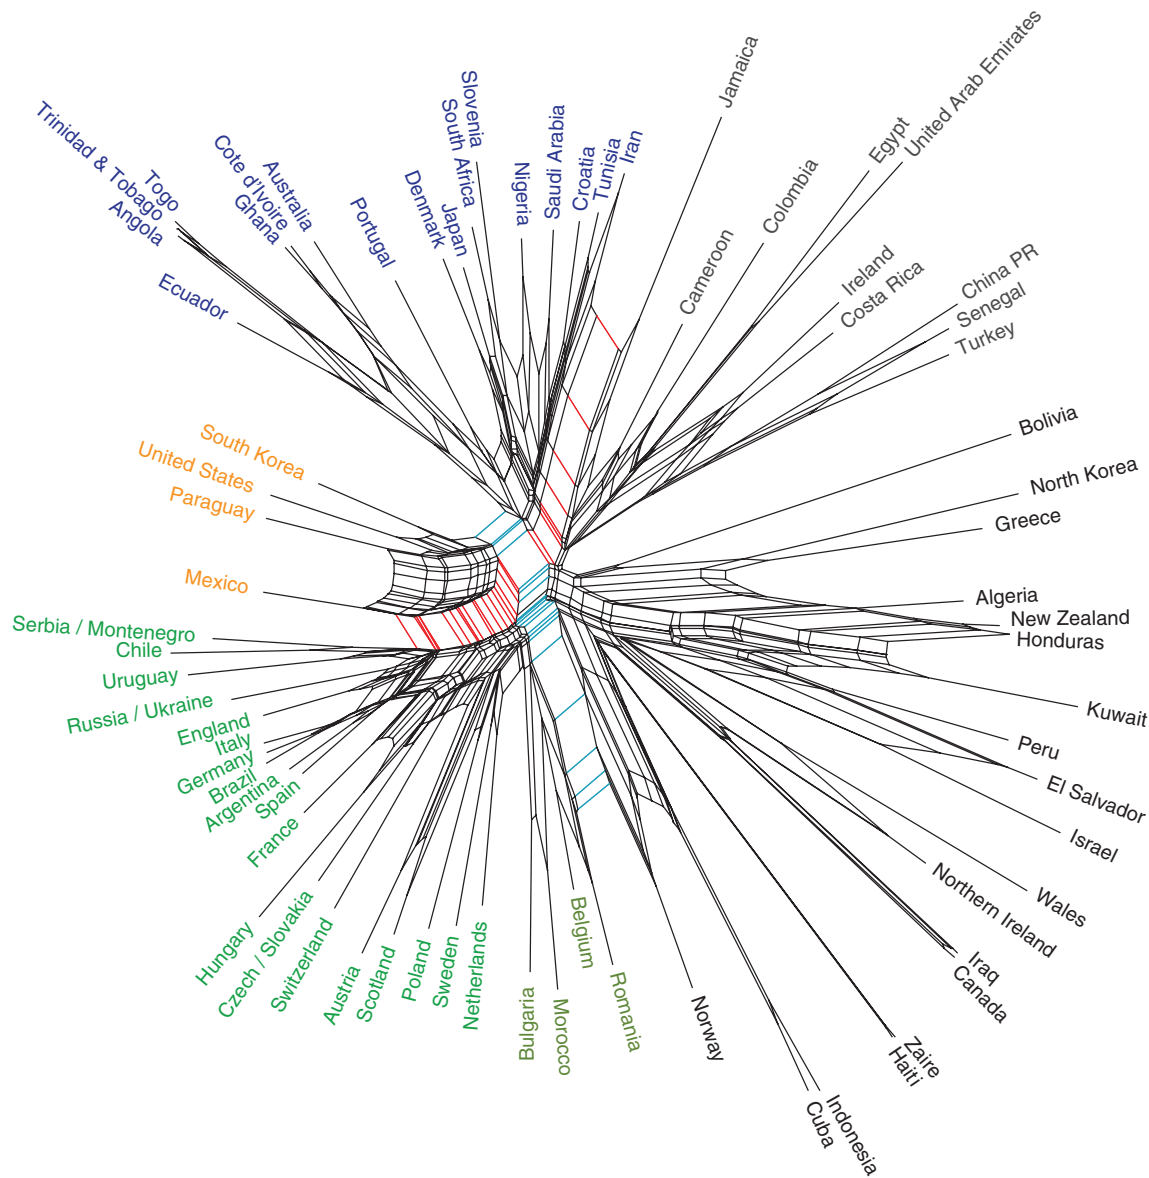 Jamaica
United Arab Emirates
Egypt
Colombia
Cameroon
Ireland
Costa Rica
China PR
Senegal
Turkey
Bolivia
North Korea
Greece
Algeria
New Zealand
Honduras
Kuwait
Peru
El Salvador
Israel
Wales
Northern Ireland
Iraq
Canada
Zaire
Haiti
Indonesia
Cuba
Norway
Romania
Belgium
Morocco
Bulgaria
Netherlands
Sweden
Poland
Scotland
Austria
Switzerland
Czech / Slovakia
Hungary
France
Spain
Argentina
Brazil
Germany
Italy
England
Russia / Ukraine
Uruguay
Chile
Serbia / Montenegro
Mexico
Paraguay
United States
South Korea
Ecuador
Angola
Trinidad & Tobago
Togo
Ghana
Cote d'Ivoire
Australia
Portugal
Denmark
Japan
South Africa
Slovenia
Nigeria
Saudi Arabia
Croatia
Tunisia
Iran